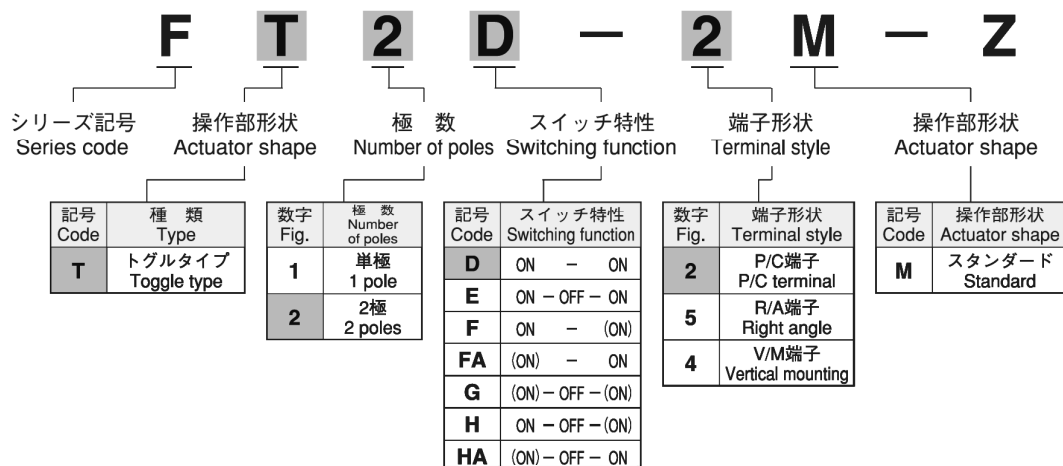 F T 2 D － 2 M － Z
シリーズ記号
Series code
操作部形状
Actuator shape
極　数
Number of poles
スイッチ特性
Switching function
端子形状
Terminal style
操作部形状
Actuator shape
記号 種　類
Code Type
T トグルタイプ
Toggle type
数字 極　数
Fig. Number
of poles
1 単極
1 pole
2 2極
2 poles
記号 スイッチ特性
Code Switching function
D ON － ON
E ON － OFF － ON
F ON － (ON)
FA (ON) － ON
G (ON) － OFF － (ON)
H ON － OFF － (ON)
HA (ON) － OFF － ON
数字 端子形状
Fig. Terminal style
2 P/C端子
P/C terminal
5 R/A端子
Right angle
4 V/M端子
Vertical mounting
記号 操作部形状
Code Actuator shape
M スタンダード
Standard